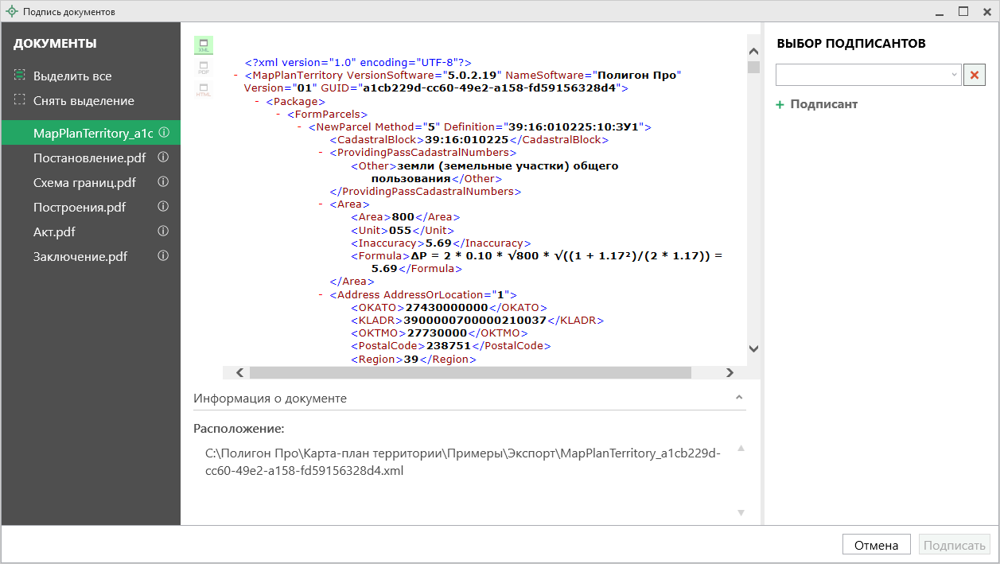 Подпись документов
ДОКУМЕНТЫ
Выделить все
Снять выделение
MapPlanTerritory_a1c
Постановление.pdf
Схема границ.pdf
Построения.pdf
Акт.pdf
Заключение.pdf
XML
PDF
HTML
<?xml version="1.0" encoding="UTF-8"?>
- <MapPlanTerritory VersionSoftware="5.0.2.19" NameSoftware="Полигон Про"
Version="01" GUID="a1cb229d-cc60-49e2-a158-fd59156328d4">
- <Package>
- <FormParcels>
- <NewParcel Method="5" Definition="39:16:010225:10:ЗУ1">
<CadastralBlock>39:16:010225</CadastralBlock>
- <ProvidingPassCadastralNumbers>
<Other>земли (земельные участки) общего
пользования</Other>
</ProvidingPassCadastralNumbers>
- <Area>
<Area>800</Area>
<Unit>055</Unit>
<Inaccuracy>5.69</Inaccuracy>
<Formula>ΔР = 2 * 0.10 * √800 * √((1 + 1.17²)/(2 * 1.17)) =
5.69</Formula>
</Area>
- <Address AddressOrLocation="1">
<OKATO>27430000000</OKATO>
<KLADR>3900000700000210037</KLADR>
<OKTMO>27730000</OKTMO>
<PostalCode>238751</PostalCode>
<Region>39</Region>
Информация о документе
Расположение:
C:\Полигон Про\Карта-план территории\Примеры\Экспорт\MapPlanTerritory_a1cb229d-
cc60-49e2-a158-fd59156328d4.xml
ВЫБОР ПОДПИСАНТОВ
+ Подписант
Отмена
Подписать